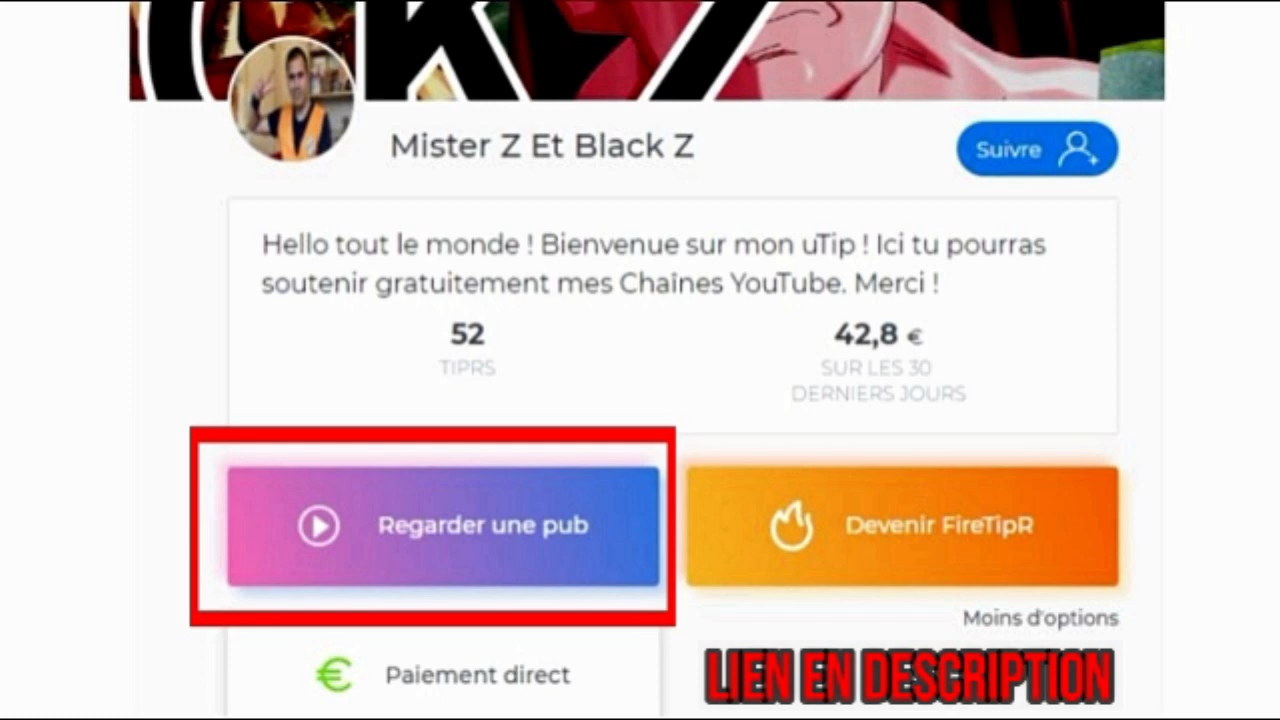 Mister Z Et Black Z
Suivre
Hello tout le monde ! Bienvenue sur mon uTip ! Ici tu pourras
soutenir gratuitement mes Chaînes YouTube. Merci !
52
TIPRS
42,8 €
SUR LES 30
DERNIERS JOURS
Regarder une pub
Devenir FireTipR
Moins d'options
€ Paiement direct
LIEN EN DESCRIPTION